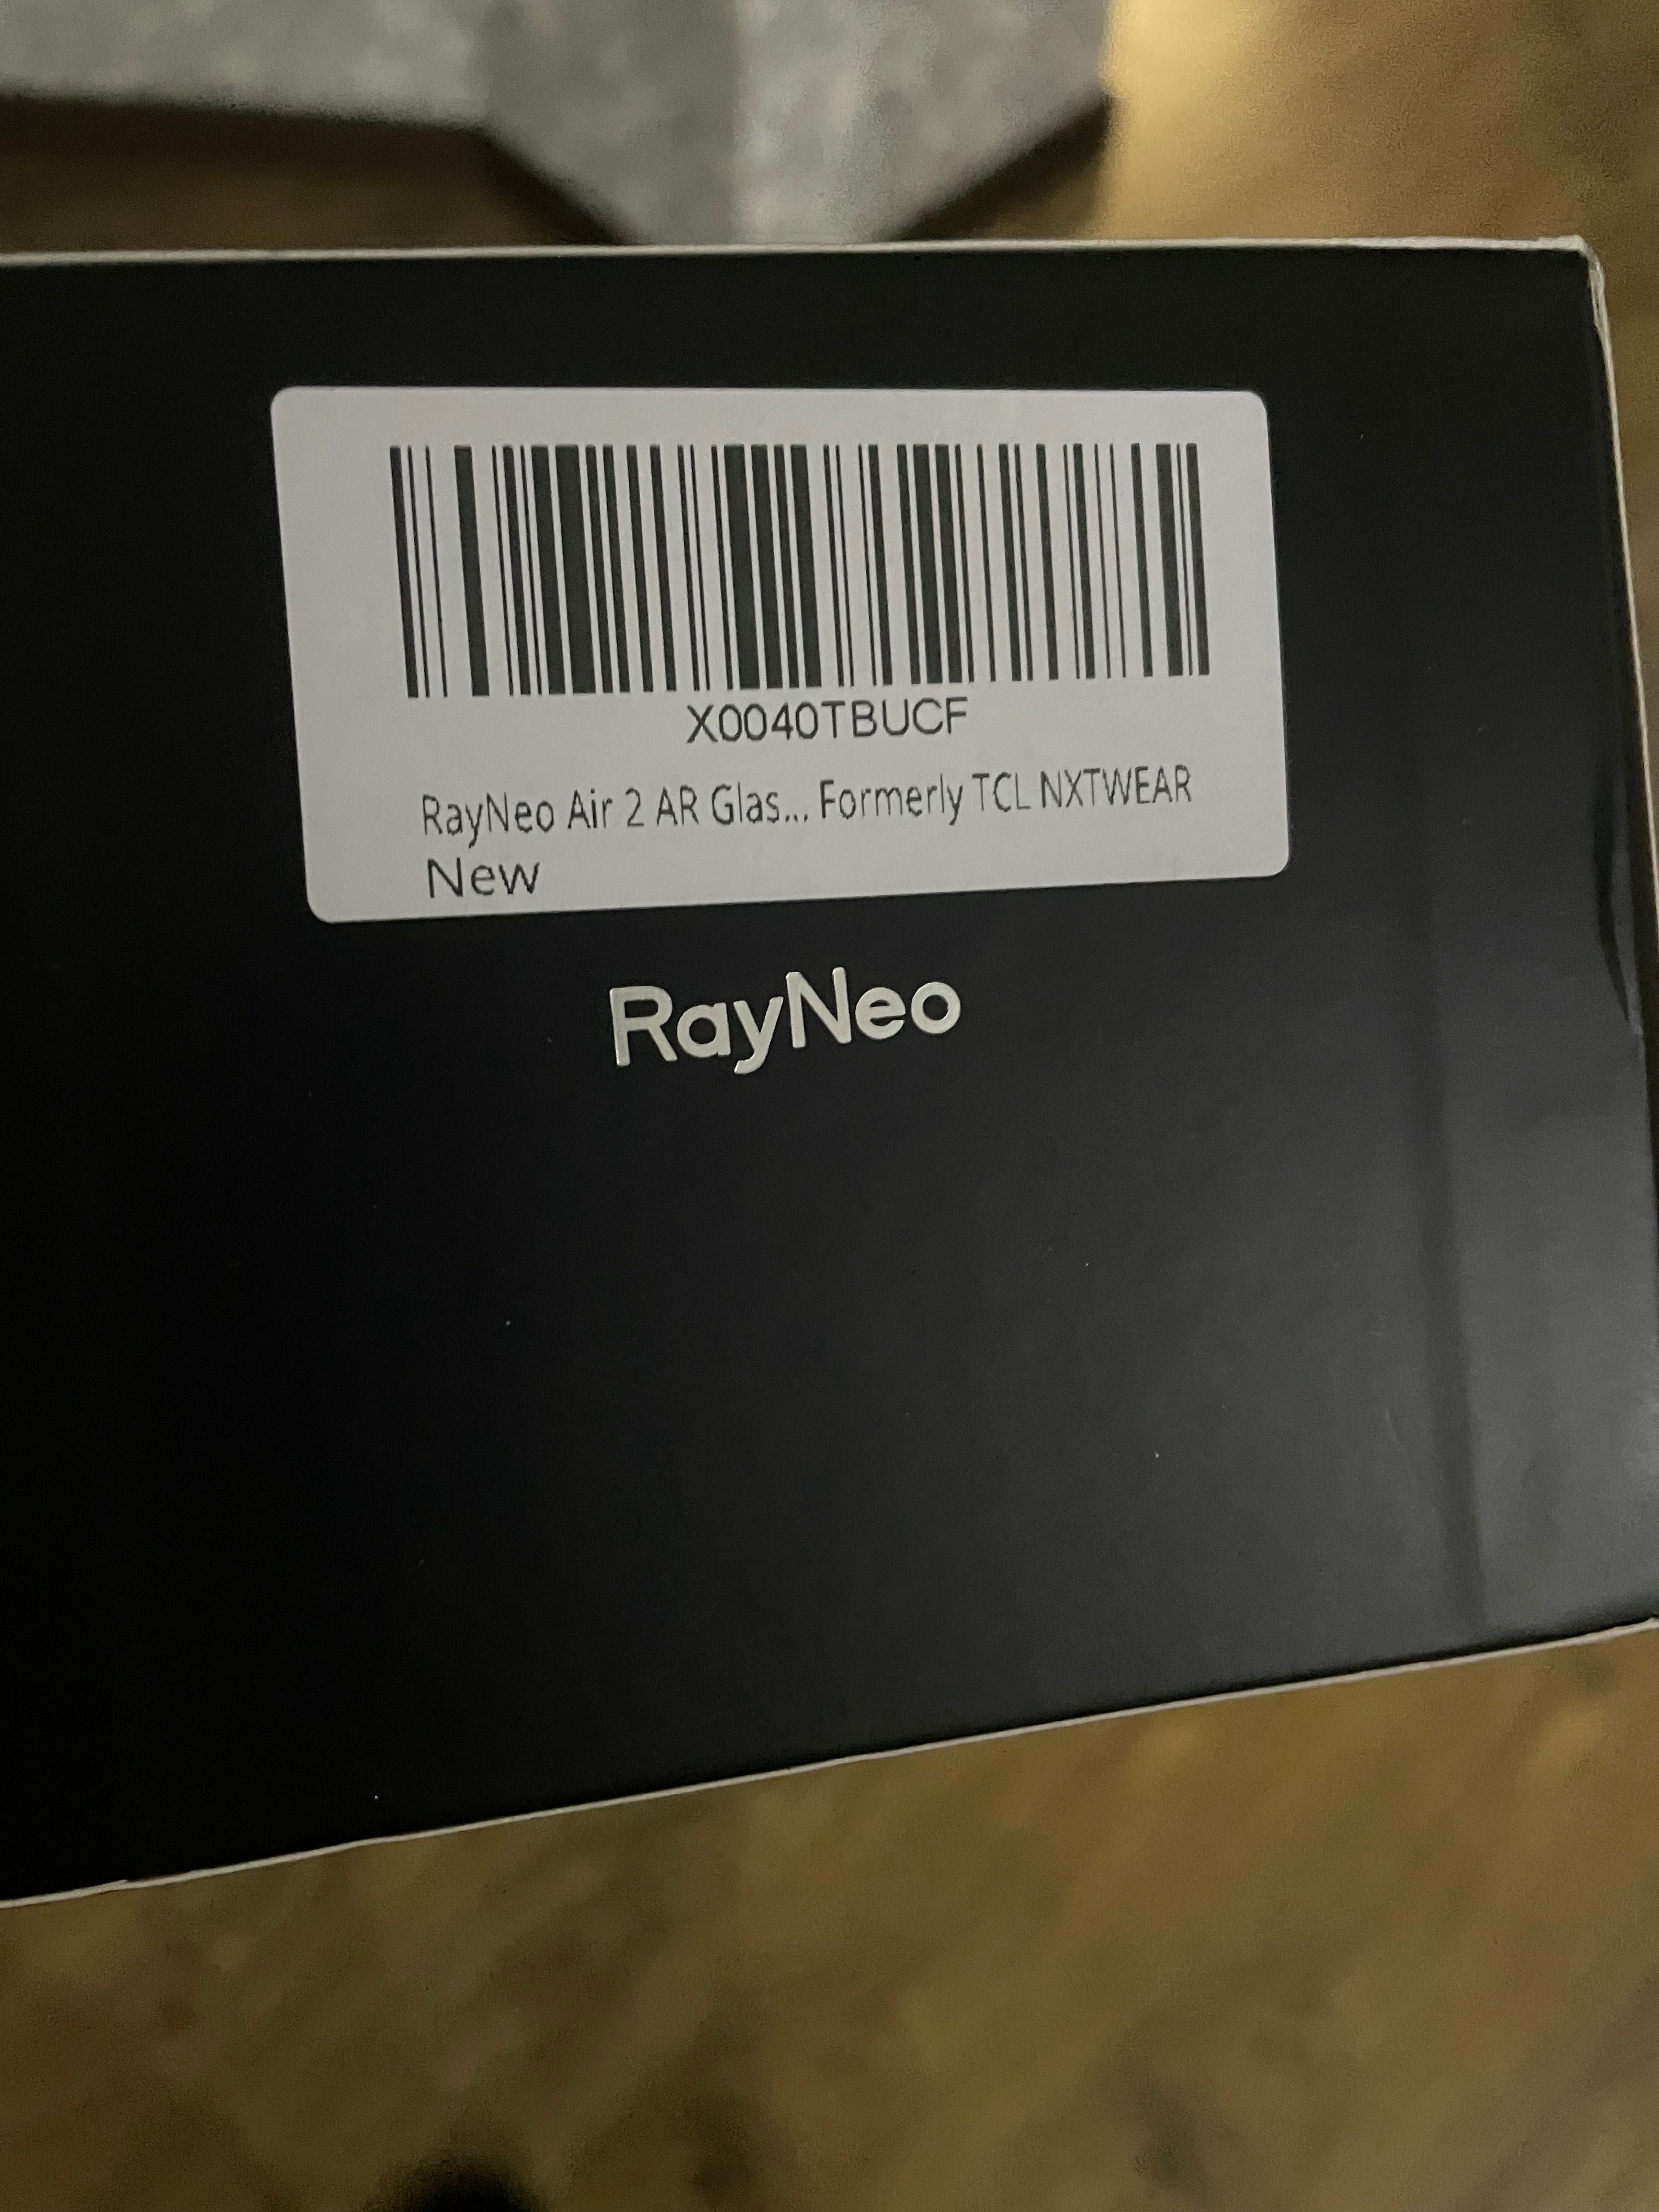 X0040TBUCF
RayNeo Air 2 AR Glas... Formerly TCL NXTWEAR
New
RayNeo